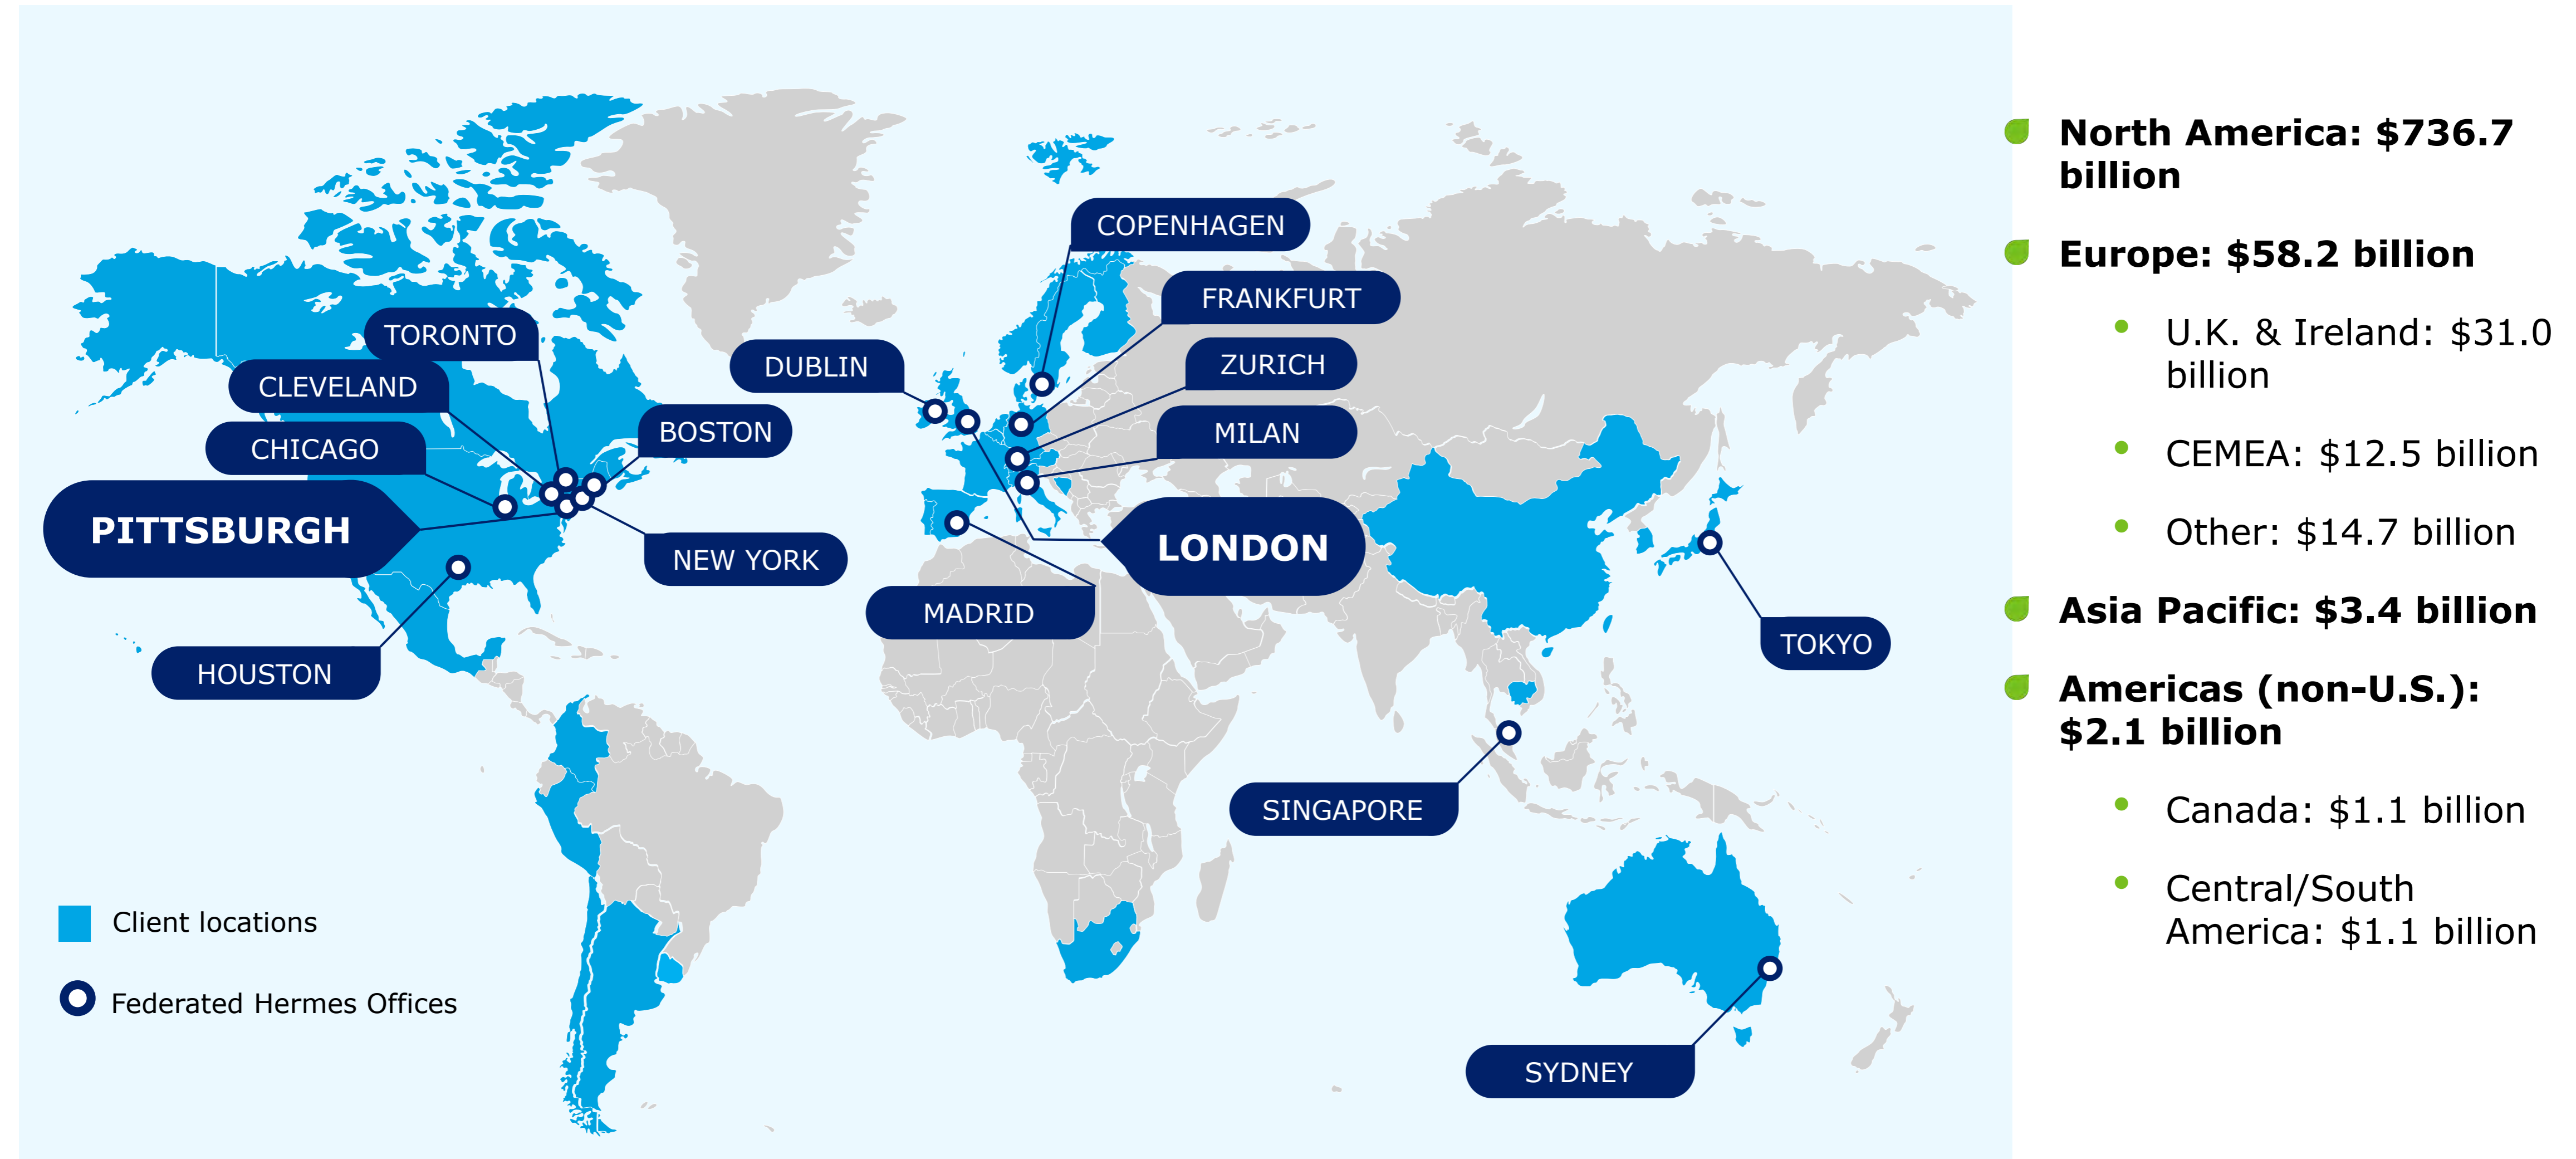 COPENHAGEN
FRANKFURT
TORONTO
DUBLIN
ZURICH
CLEVELAND
BOSTON
MILAN
CHICAGO
PITTSBURGH
LONDON
NEW YORK
MADRID
HOUSTON
TOKYO
SINGAPORE
SYDNEY
Client locations
Federated Hermes Offices
North America: $736.7
billion
Europe: $58.2 billion
U.K. & Ireland: $31.0
billion
CEMEA: $12.5 billion
Other: $14.7 billion
Asia Pacific: $3.4 billion
Americas (non-U.S.):
$2.1 billion
Canada: $1.1 billion
Central/South
America: $1.1 billion